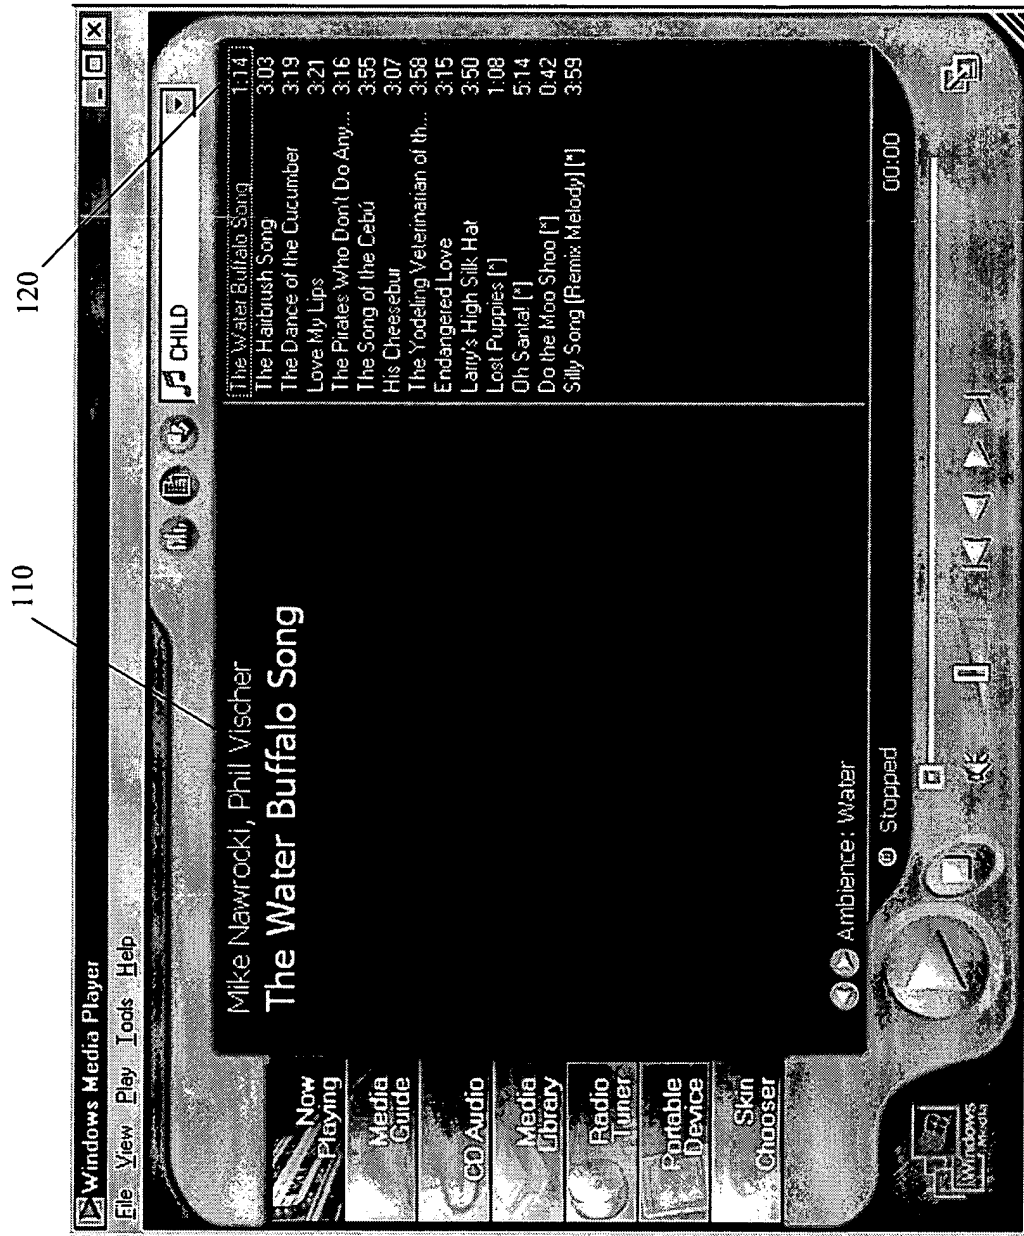 110
120
Windows Media Player
File View Play Tools Help
CHILD
Now
Playing
Media
Guide
CD Audio
Media
Library
Radio
Tuner
Portable
Device
Skin
Chooser
Mike Nawrocki, Phil Vischer
The Water Buffalo Song
The Water Buffalo Song 1:14
The Hairbrush Song 3:03
The Dance of the Cucumber 3:19
Love My Lips 3:21
The Pirates Who Don't Do Any... 3:16
The Song of the Cebú 3:55
His Cheesebur 3:07
The Yodeling Veterinarian of th... 3:58
Endangered Love 3:15
Larry's High Silk Hat 3:50
Lost Puppies [*] 1:08
Oh Santa! [*] 5:14
Do the Moo Shoo [*] 0:42
Silly Song [Remix Melody] [*] 3:59
Ambience: Water
Stopped
00:00
Windows
Media